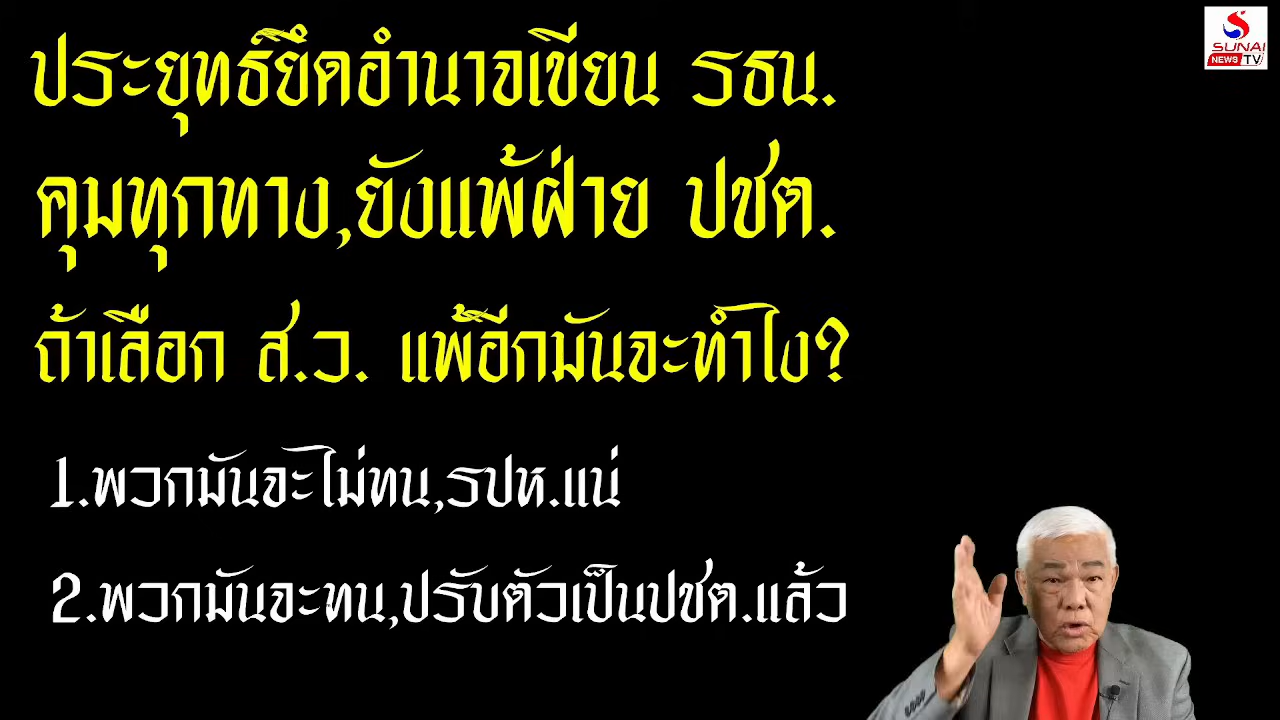 ประยุทธ์ยึดอำนาจเขียน รธน.
คุมทุกทาง,ยังแพ้ฝ่าย ปชต.
ถ้าเลือก ส.ว. แพ้อีกมันจะทำไง?
1.พวกมันจะไม่ทน,รปห.แน่
2.พวกมันจะทน,ปรับตัวเป็นปชต.แล้ว
SUNAI
NEWS TV